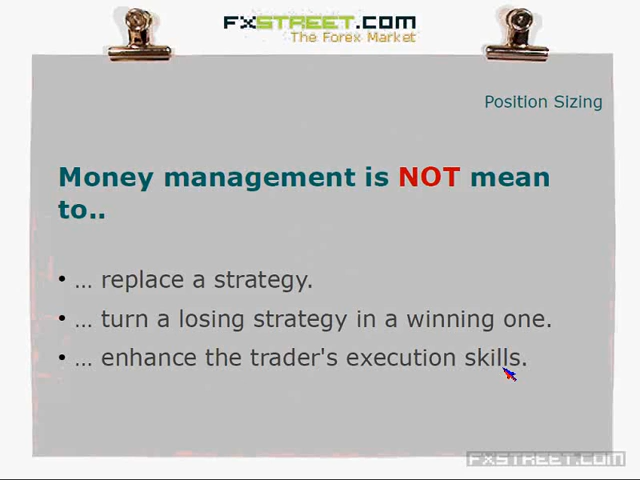 FXSTREET.COM
The Forex Market
Position Sizing
Money management is NOT mean
to..
• ... replace a strategy.
• ... turn a losing strategy in a winning one.
• ... enhance the trader's execution skills.
FXSTREET.COM